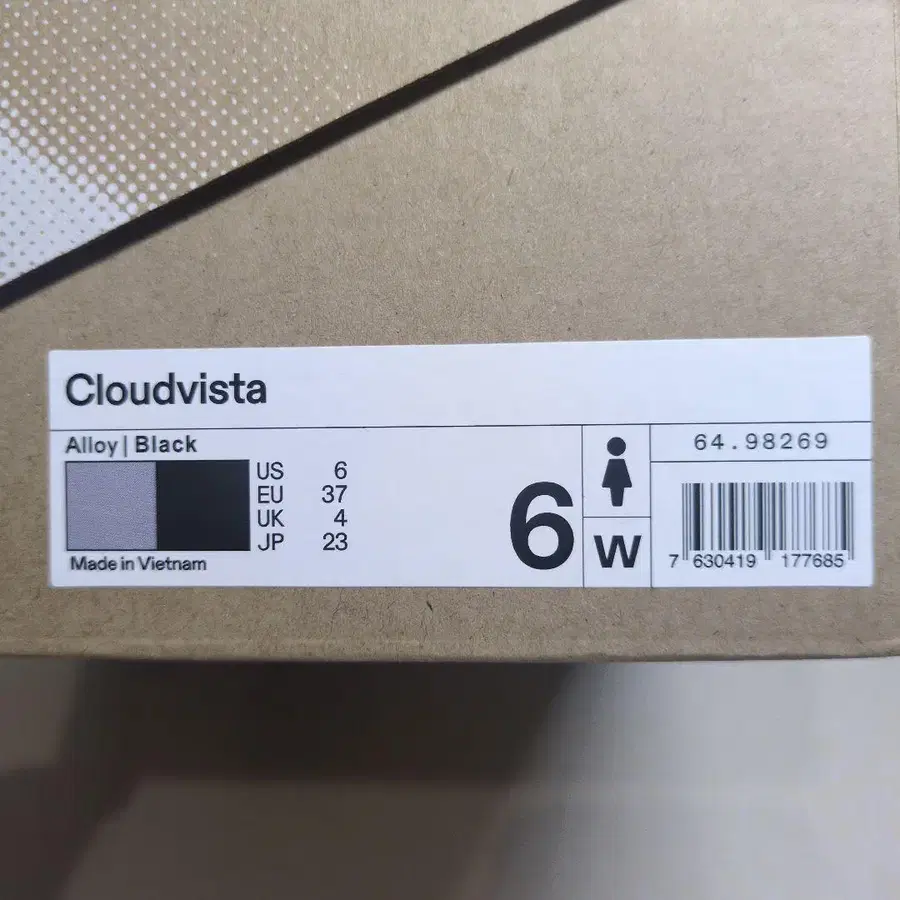 Cloudvista
Alloy | Black
US 6
EU 37
UK 4
JP 23
Made in Vietnam
6
W
64.98269
7 630419 177685